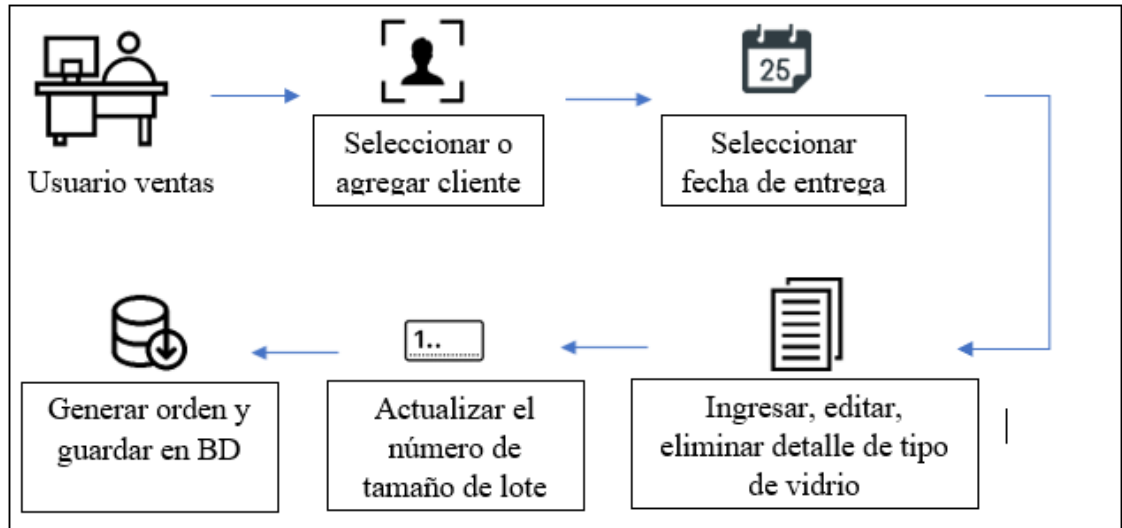 Usuario ventas
Seleccionar o
agregar cliente
25
Seleccionar
fecha de entrega
Ingresar, editar,
eliminar detalle de tipo
de vidrio
1..
Actualizar el
número de
tamaño de lote
Generar orden y
guardar en BD